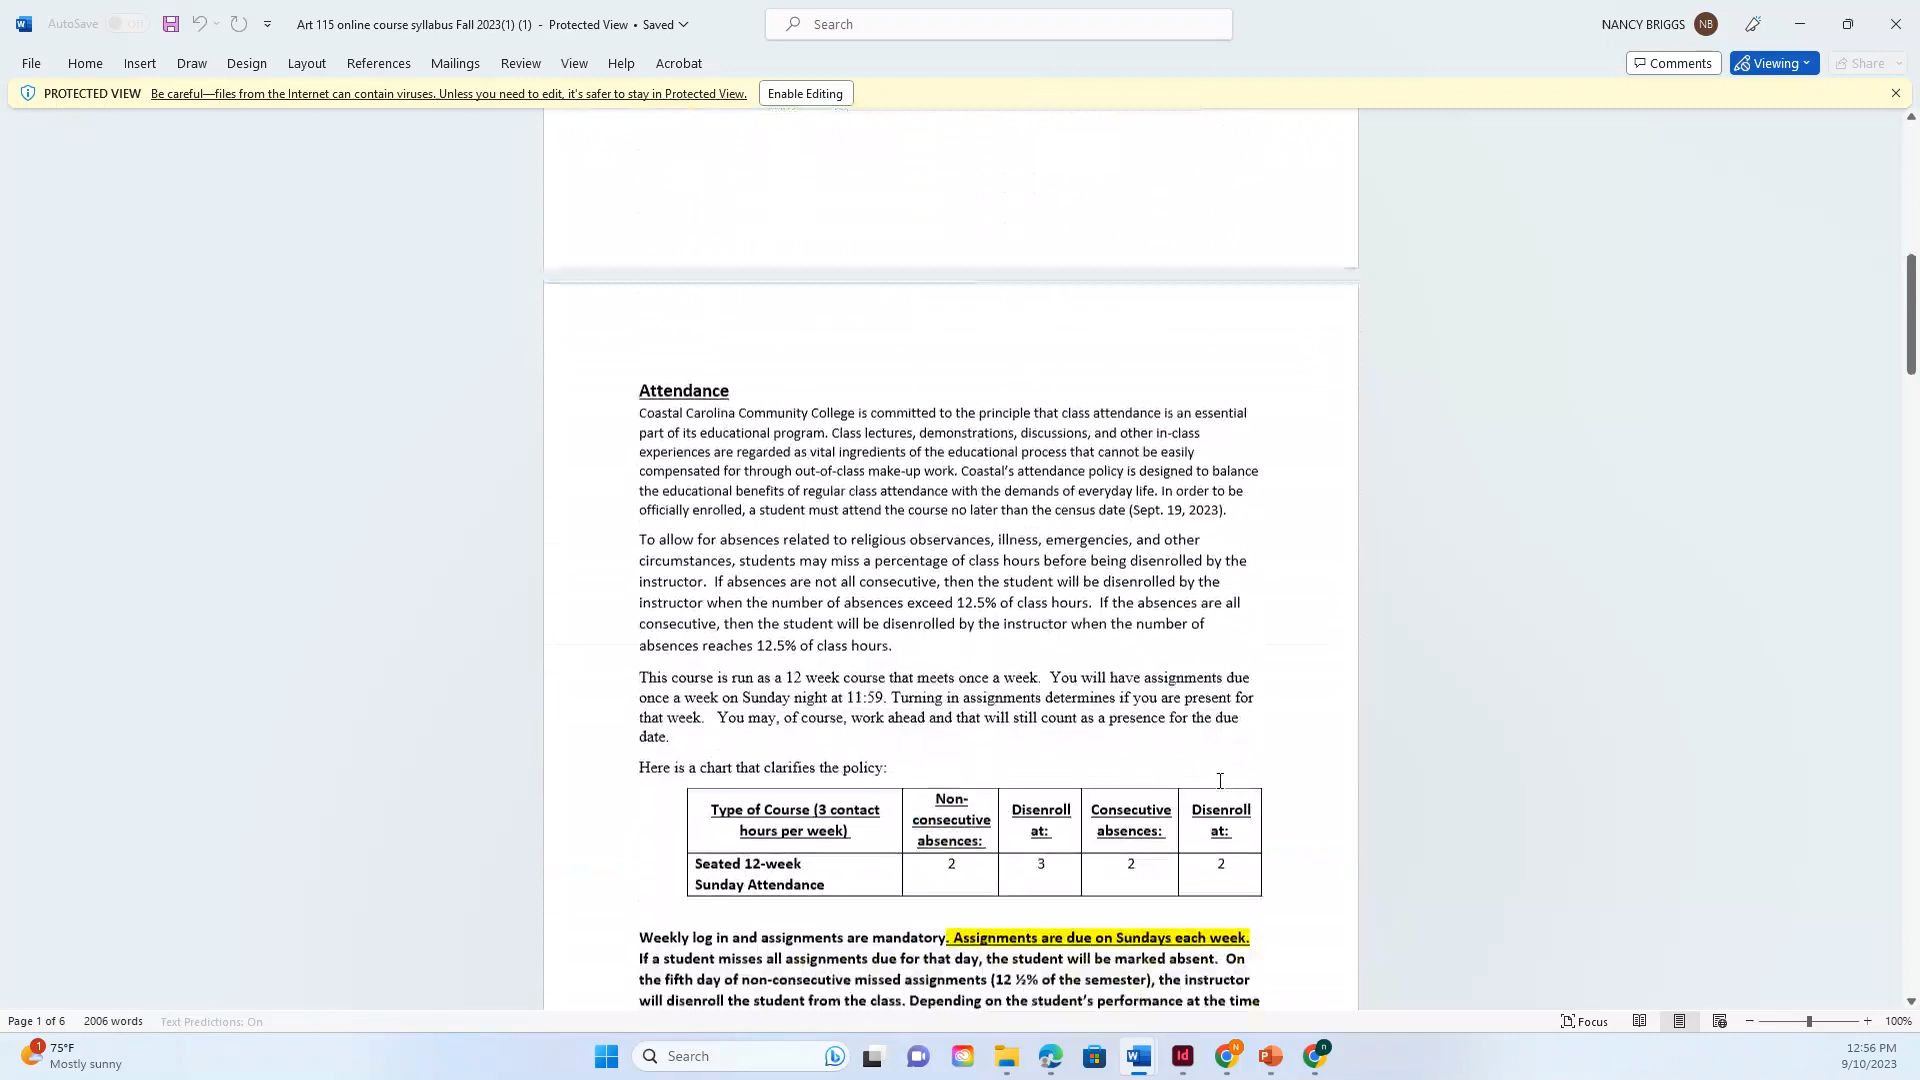 AutoSave Off Art 115 online course syllabus Fall 2023(1) (1) - Protected View • Saved Search NANCY BRIGGS NB
File Home Insert Draw Design Layout References Mailings Review View Help Acrobat Comments Viewing Share
PROTECTED VIEW Be careful—files from the Internet can contain viruses. Unless you need to edit, it's safer to stay in Protected View. Enable Editing
Attendance
Coastal Carolina Community College is committed to the principle that class attendance is an essential
part of its educational program. Class lectures, demonstrations, discussions, and other in-class
experiences are regarded as vital ingredients of the educational process that cannot be easily
compensated for through out-of-class make-up work. Coastal's attendance policy is designed to balance
the educational benefits of regular class attendance with the demands of everyday life. In order to be
officially enrolled, a student must attend the course no later than the census date (Sept. 19, 2023).
To allow for absences related to religious observances, illness, emergencies, and other
circumstances, students may miss a percentage of class hours before being disenrolled by the
instructor. If absences are not all consecutive, then the student will be disenrolled by the
instructor when the number of absences exceed 12.5% of class hours. If the absences are all
consecutive, then the student will be disenrolled by the instructor when the number of
absences reaches 12.5% of class hours.
This course is run as a 12 week course that meets once a week. You will have assignments due
once a week on Sunday night at 11:59. Turning in assignments determines if you are present for
that week. You may, of course, work ahead and that will still count as a presence for the due
date.
Here is a chart that clarifies the policy:
Type of Course (3 contact
hours per week)
Non-
consecutive
absences:
Disenroll
at:
Consecutive
absences:
Disenroll
at:
Seated 12-week
Sunday Attendance
2 3 2 2
Weekly log in and assignments are mandatory. Assignments are due on Sundays each week.
If a student misses all assignments due for that day, the student will be marked absent. On
the fifth day of non-consecutive missed assignments (12 ½% of the semester), the instructor
will disenroll the student from the class. Depending on the student's performance at the time
Page 1 of 6 2006 words Text Predictions: On Focus 100%
1 75°F
Mostly sunny
Search
Id
N
P
n
12:56 PM
9/10/2023